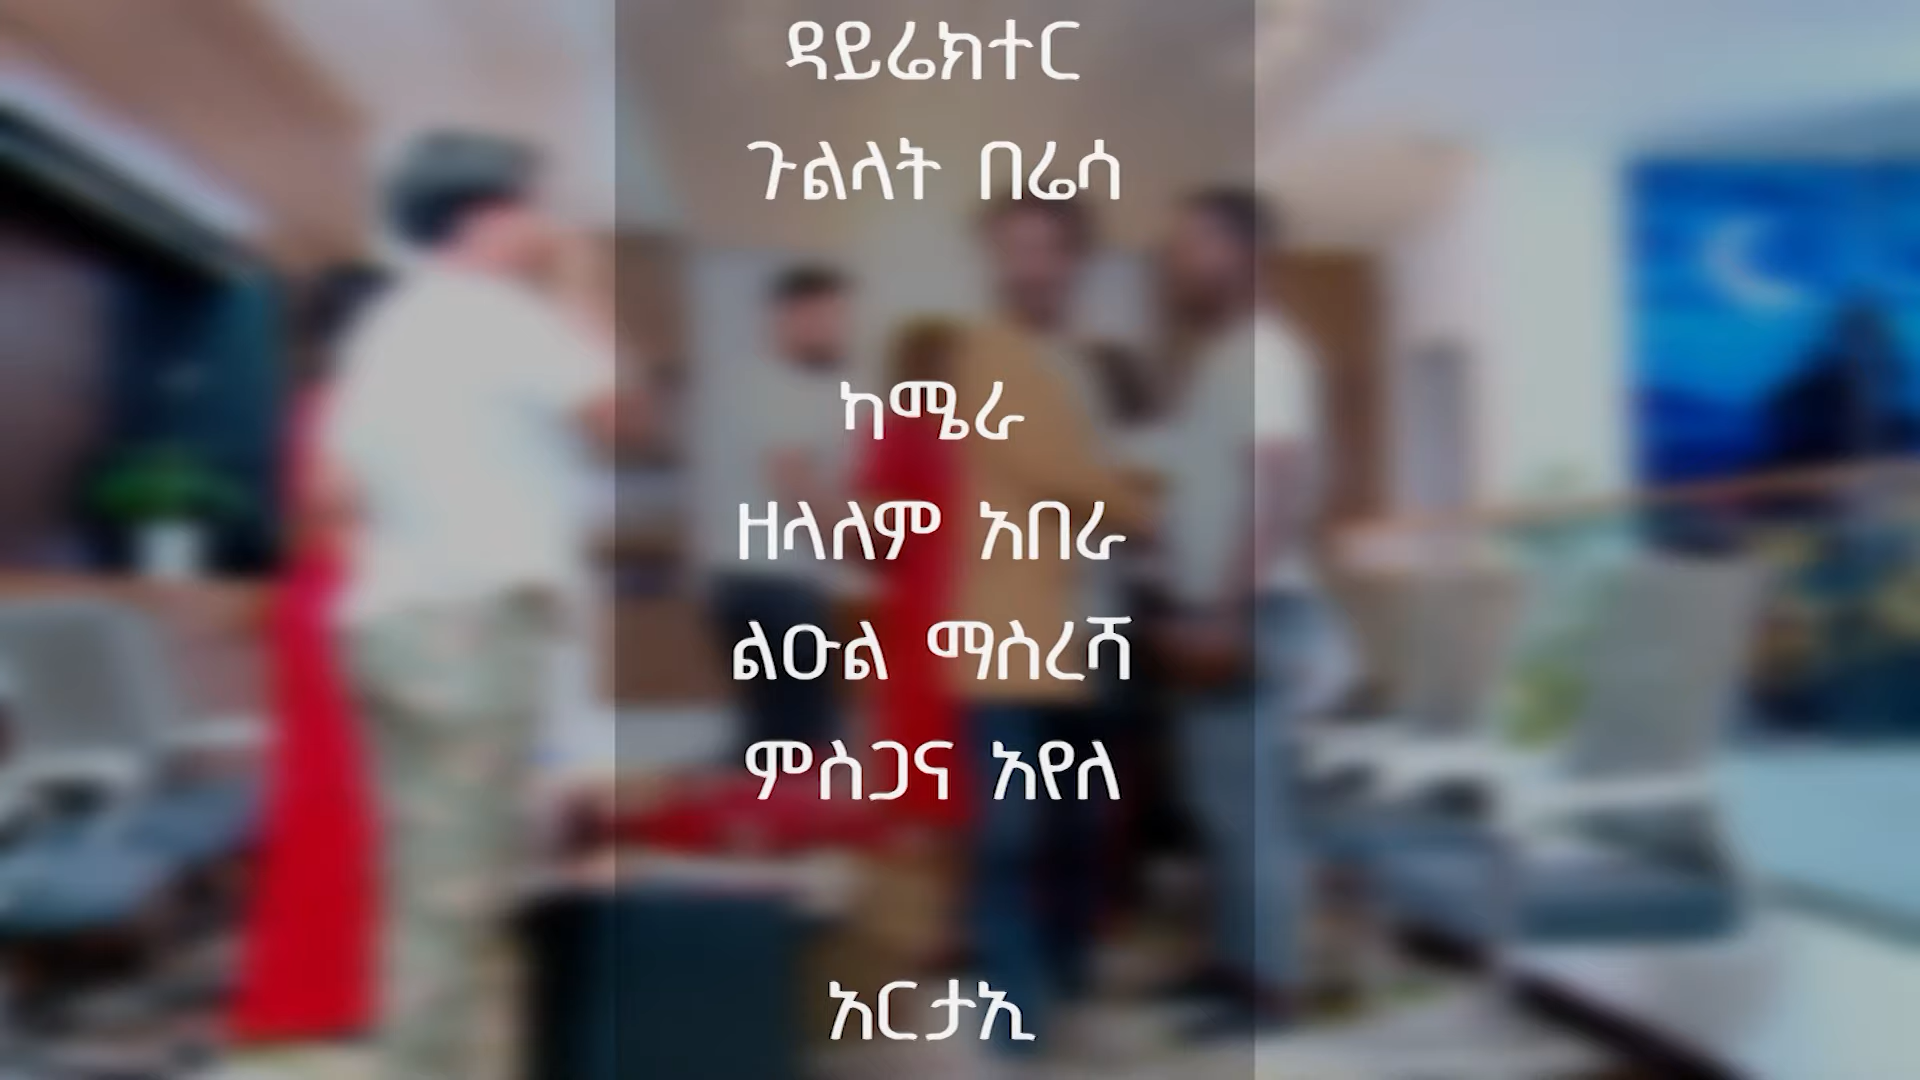 ዳይሬክተር
ጉልላት በሬሳ
ካሜራ
ዘላለም አበራ
ልዑል ማስረሻ
ምስጋና አየለ
አርታኢ